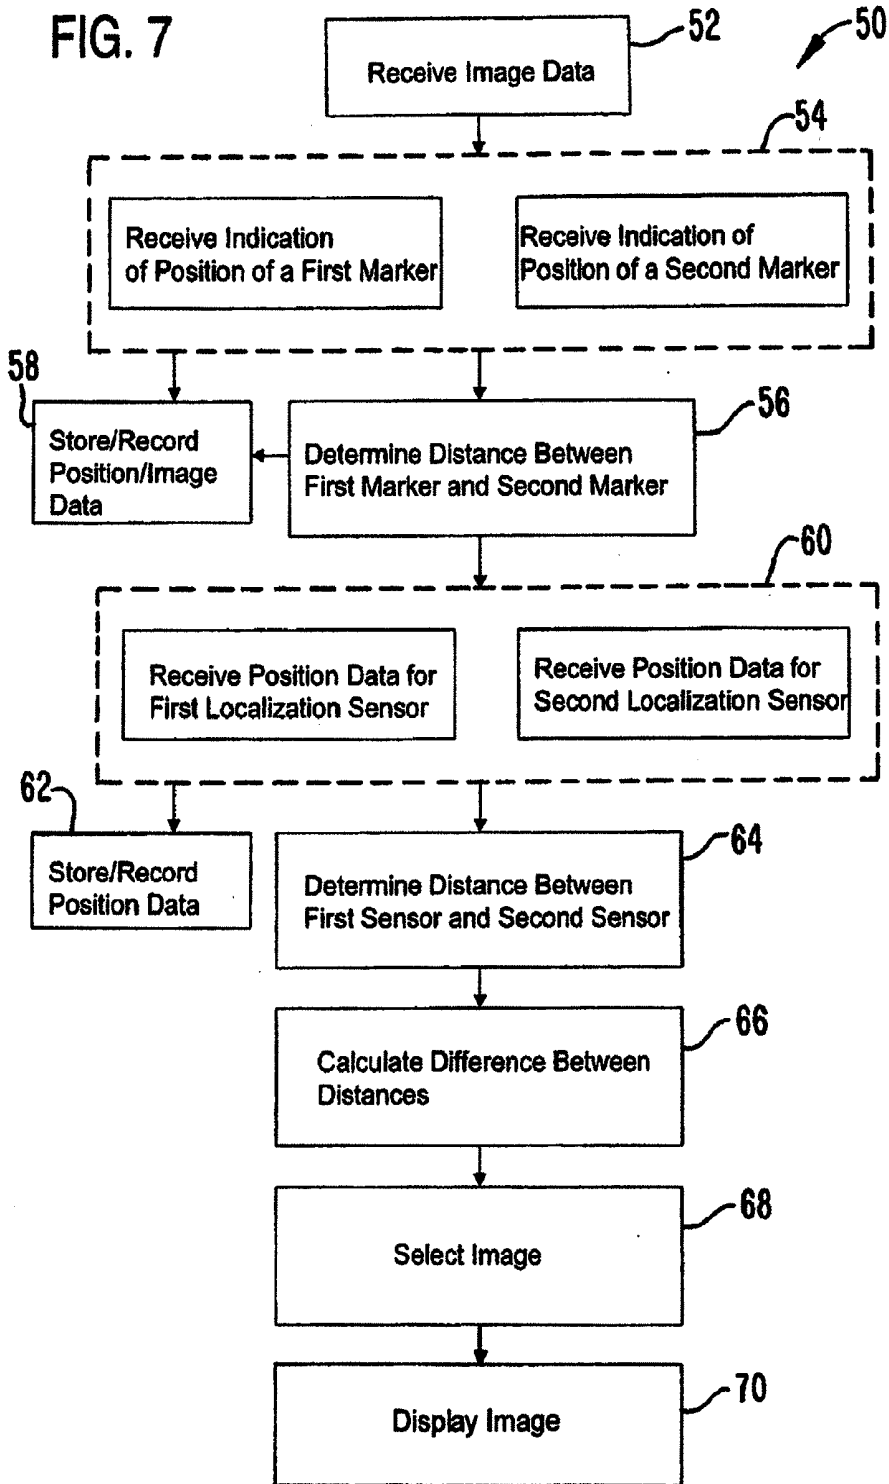 FIG. 7
52
50
Receive Image Data
54
Receive Indication
of Position of a First Marker
Receive Indication of
Position of a Second Marker
58
Store/Record
Position/Image
Data
56
Determine Distance Between
First Marker and Second Marker
60
Receive Position Data for
First Localization Sensor
Receive Position Data for
Second Localization Sensor
62
Store/Record
Position Data
64
Determine Distance Between
First Sensor and Second Sensor
66
Calculate Difference Between
Distances
68
Select Image
70
Display Image